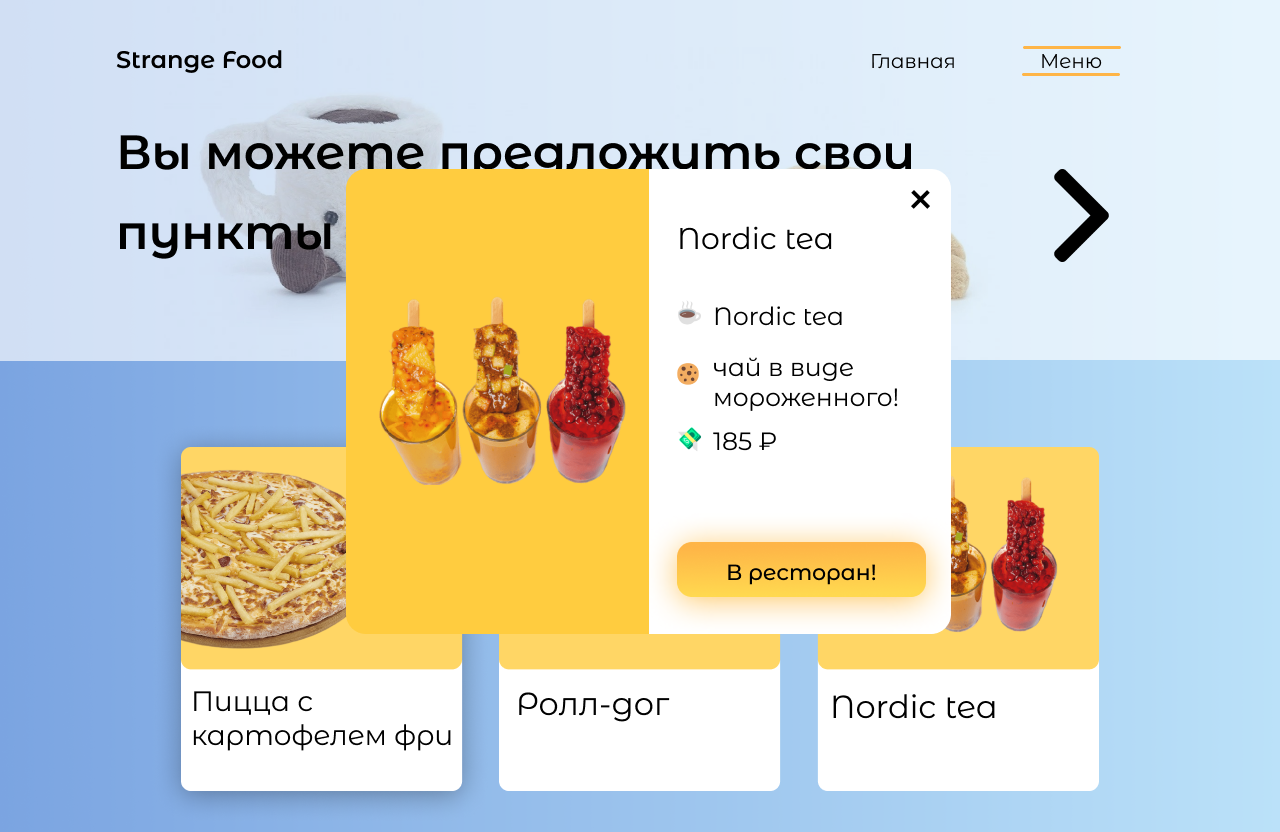 Strange Food
Главная
Меню
Вы можете предложить свои
пункты
Nordic tea
Nordic tea
чай в виде
мороженного!
185 ₽
В ресторан!
Пицца с
картофелем фри
Ролл-дог
Nordic tea